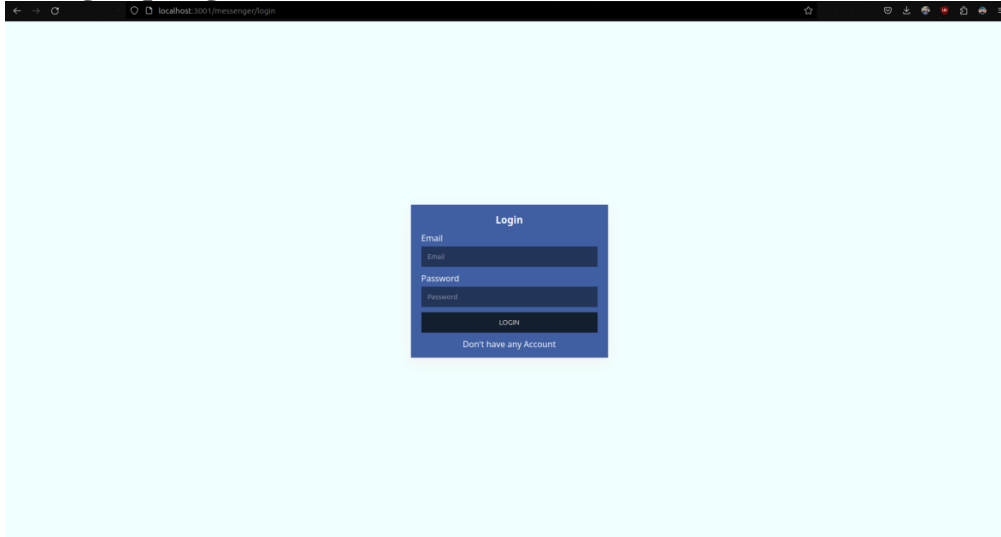 localhost:3001/messenger/login
Login
Email
Email
Password
Password
LOGIN
Don't have any Account